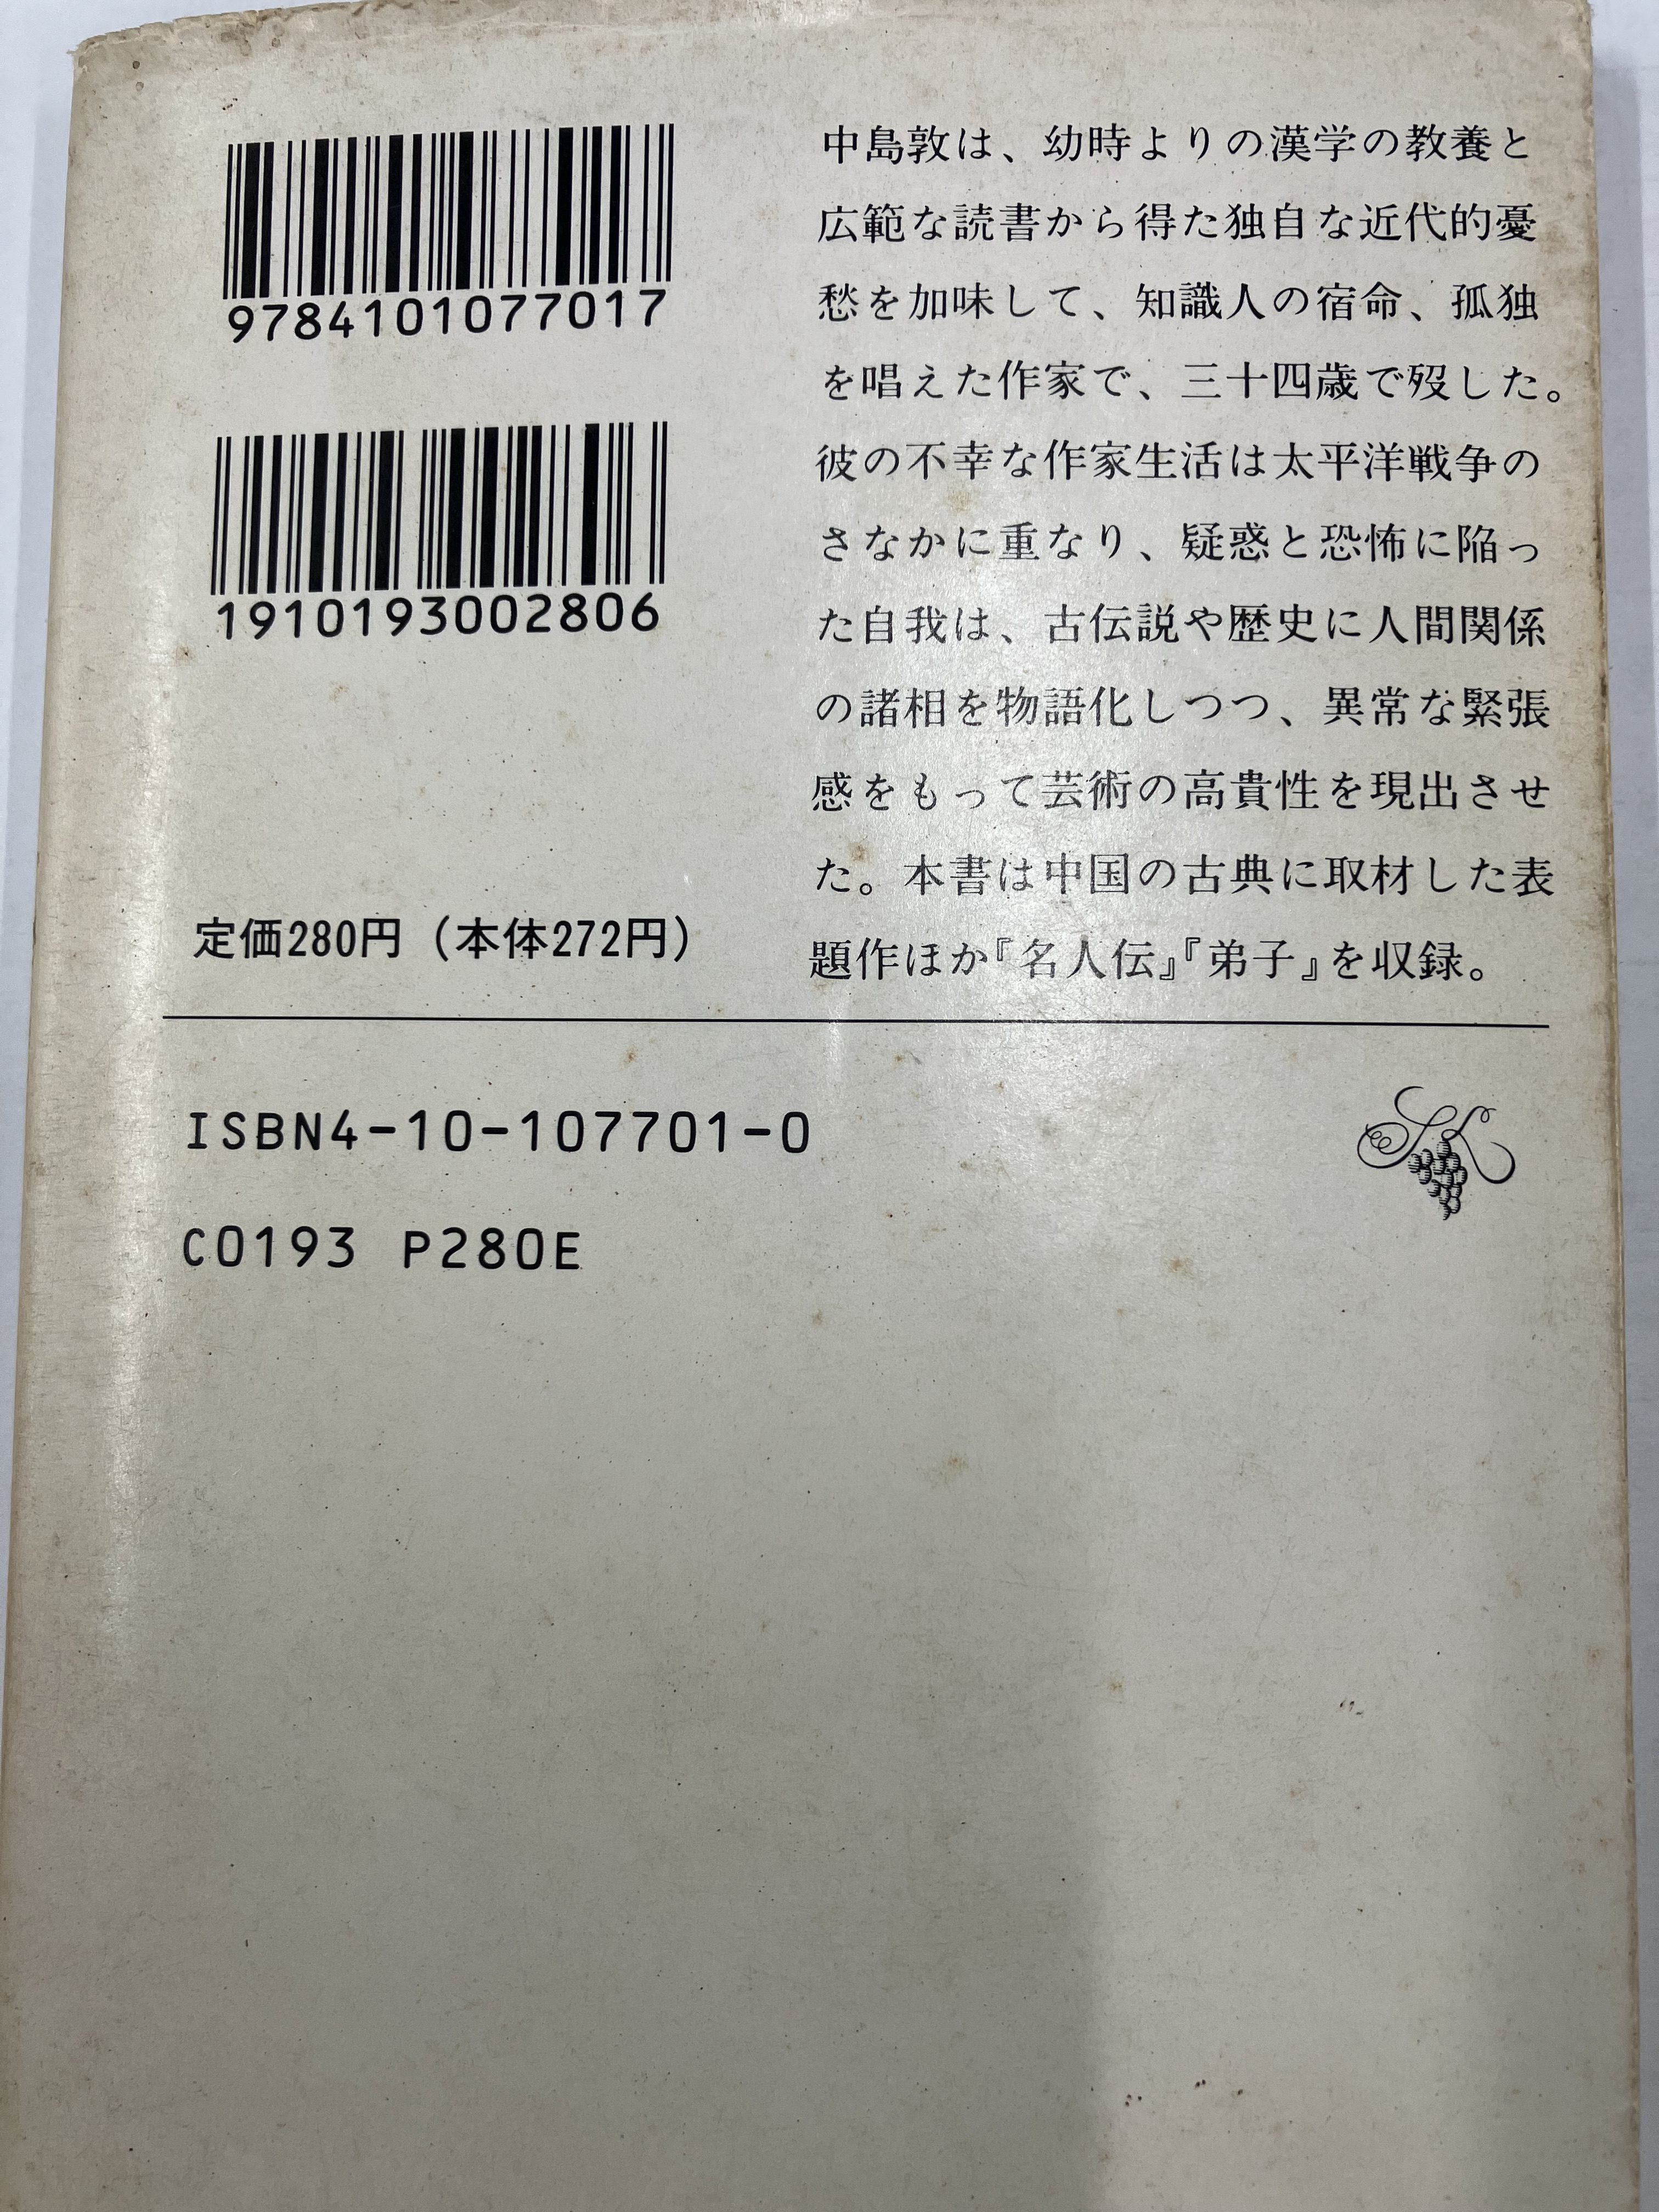 9784101077017
1910193002806
定価280円（本体272円）
中島敦は、幼時よりの漢学の教養と
広範な読書から得た独自な近代的憂
愁を加味して、知識人の宿命、孤独
を唱えた作家で、三十四歳で歿した。
彼の不幸な作家生活は太平洋戦争の
さなかに重なり、疑惑と恐怖に陥っ
た自我は、古伝説や歴史に人間関係
の諸相を物語化しつつ、異常な緊張
感をもって芸術の高貴性を現出させ
た。本書は中国の古典に取材した表
題作ほか『名人伝』『弟子』を収録。
ISBN4-10-107701-0
C0193 P280E